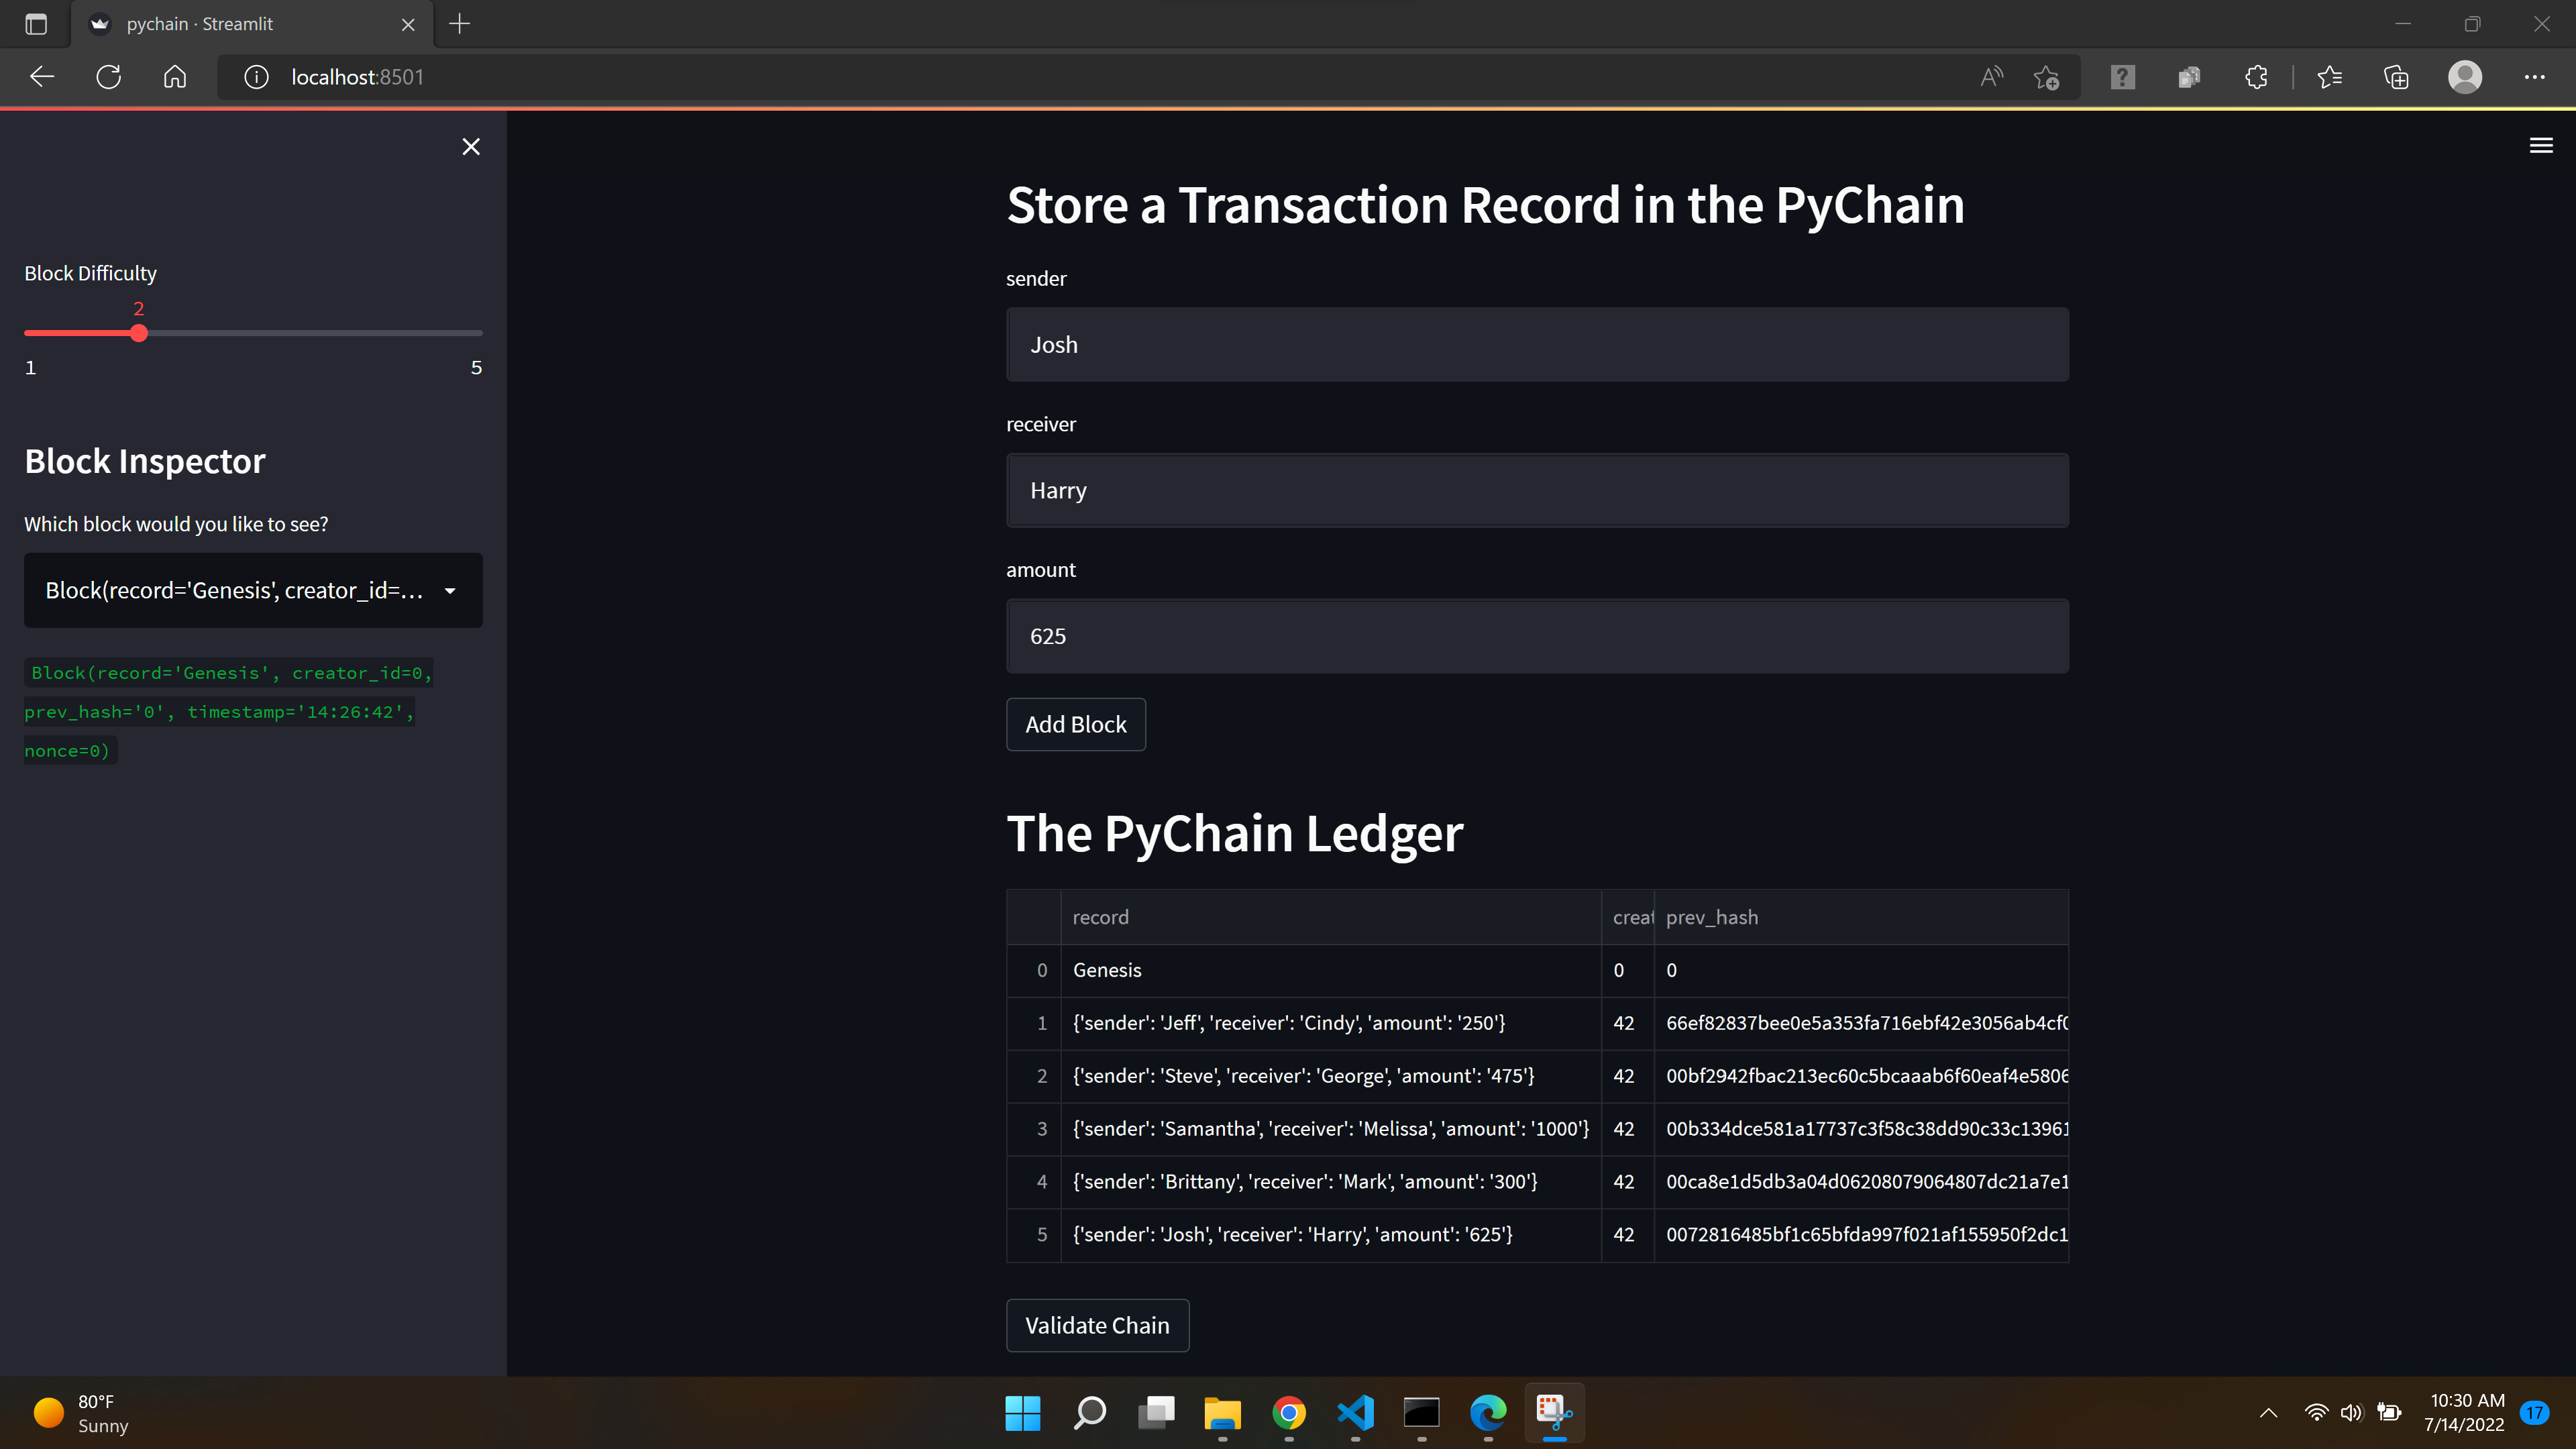 pychain · Streamlit
localhost:8501
Block Difficulty
2
1 5
Block Inspector
Which block would you like to see?
Block(record='Genesis', creator_id=...
Block(record='Genesis', creator_id=0,
prev_hash='0', timestamp='14:26:42',
nonce=0)
Store a Transaction Record in the PyChain
sender
Josh
receiver
Harry
amount
625
Add Block
The PyChain Ledger
record creat prev_hash
0 Genesis 0 0
1 {'sender': 'Jeff', 'receiver': 'Cindy', 'amount': '250'} 42 66ef82837bee0e5a353fa716ebf42e3056ab4cf0
2 {'sender': 'Steve', 'receiver': 'George', 'amount': '475'} 42 00bf2942fbac213ec60c5bcaaab6f60eaf4e5806
3 {'sender': 'Samantha', 'receiver': 'Melissa', 'amount': '1000'} 42 00b334dce581a17737c3f58c38dd90c33c13961
4 {'sender': 'Brittany', 'receiver': 'Mark', 'amount': '300'} 42 00ca8e1d5db3a04d06208079064807dc21a7e1
5 {'sender': 'Josh', 'receiver': 'Harry', 'amount': '625'} 42 0072816485bf1c65bfda997f021af155950f2dc1
Validate Chain
80°F
Sunny
10:30 AM
7/14/2022
17